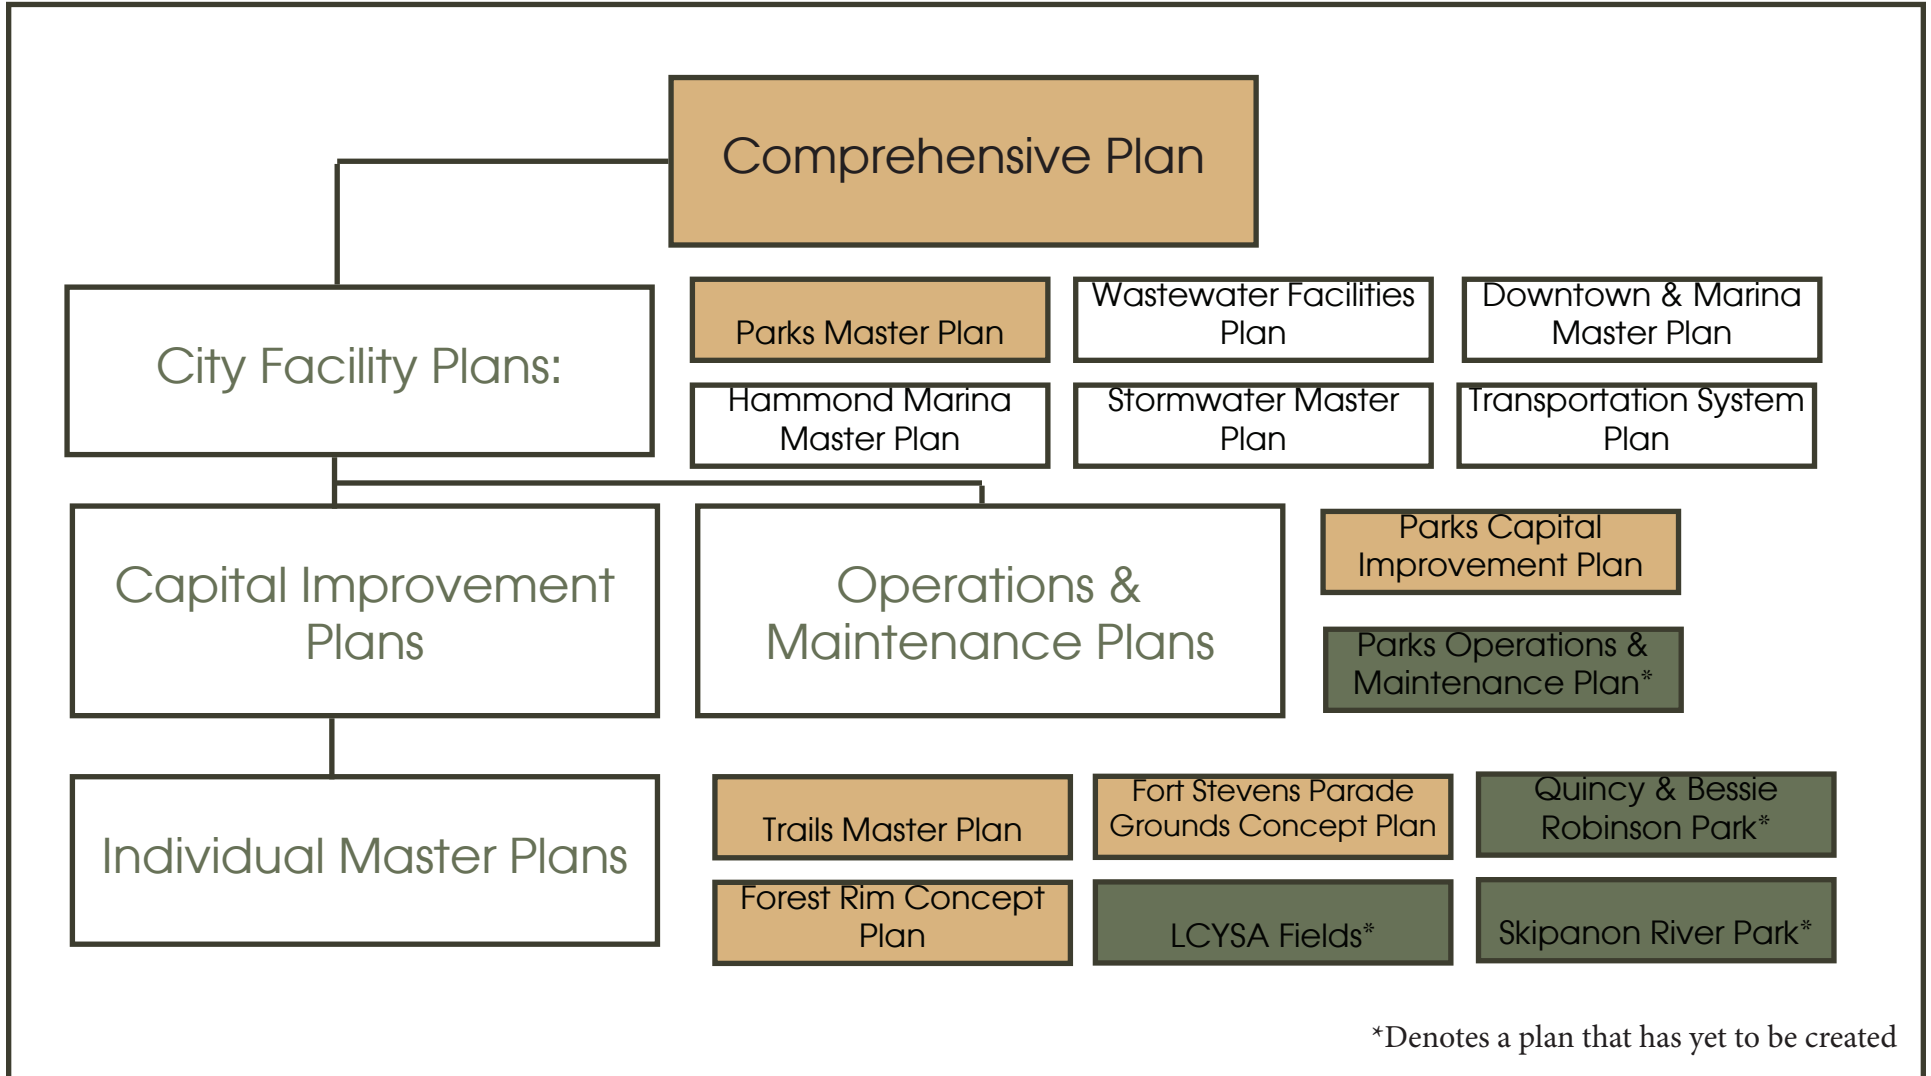 Comprehensive Plan
City Facility Plans:
Parks Master Plan
Wastewater Facilities
Plan
Downtown & Marina
Master Plan
Hammond Marina
Master Plan
Stormwater Master
Plan
Transportation System
Plan
Capital Improvement
Plans
Operations &
Maintenance Plans
Parks Capital
Improvement Plan
Parks Operations &
Maintenance Plan*
Individual Master Plans
Trails Master Plan
Fort Stevens Parade
Grounds Concept Plan
Quincy & Bessie
Robinson Park*
Forest Rim Concept
Plan
LCYSA Fields*
Skipanon River Park*
*Denotes a plan that has yet to be created